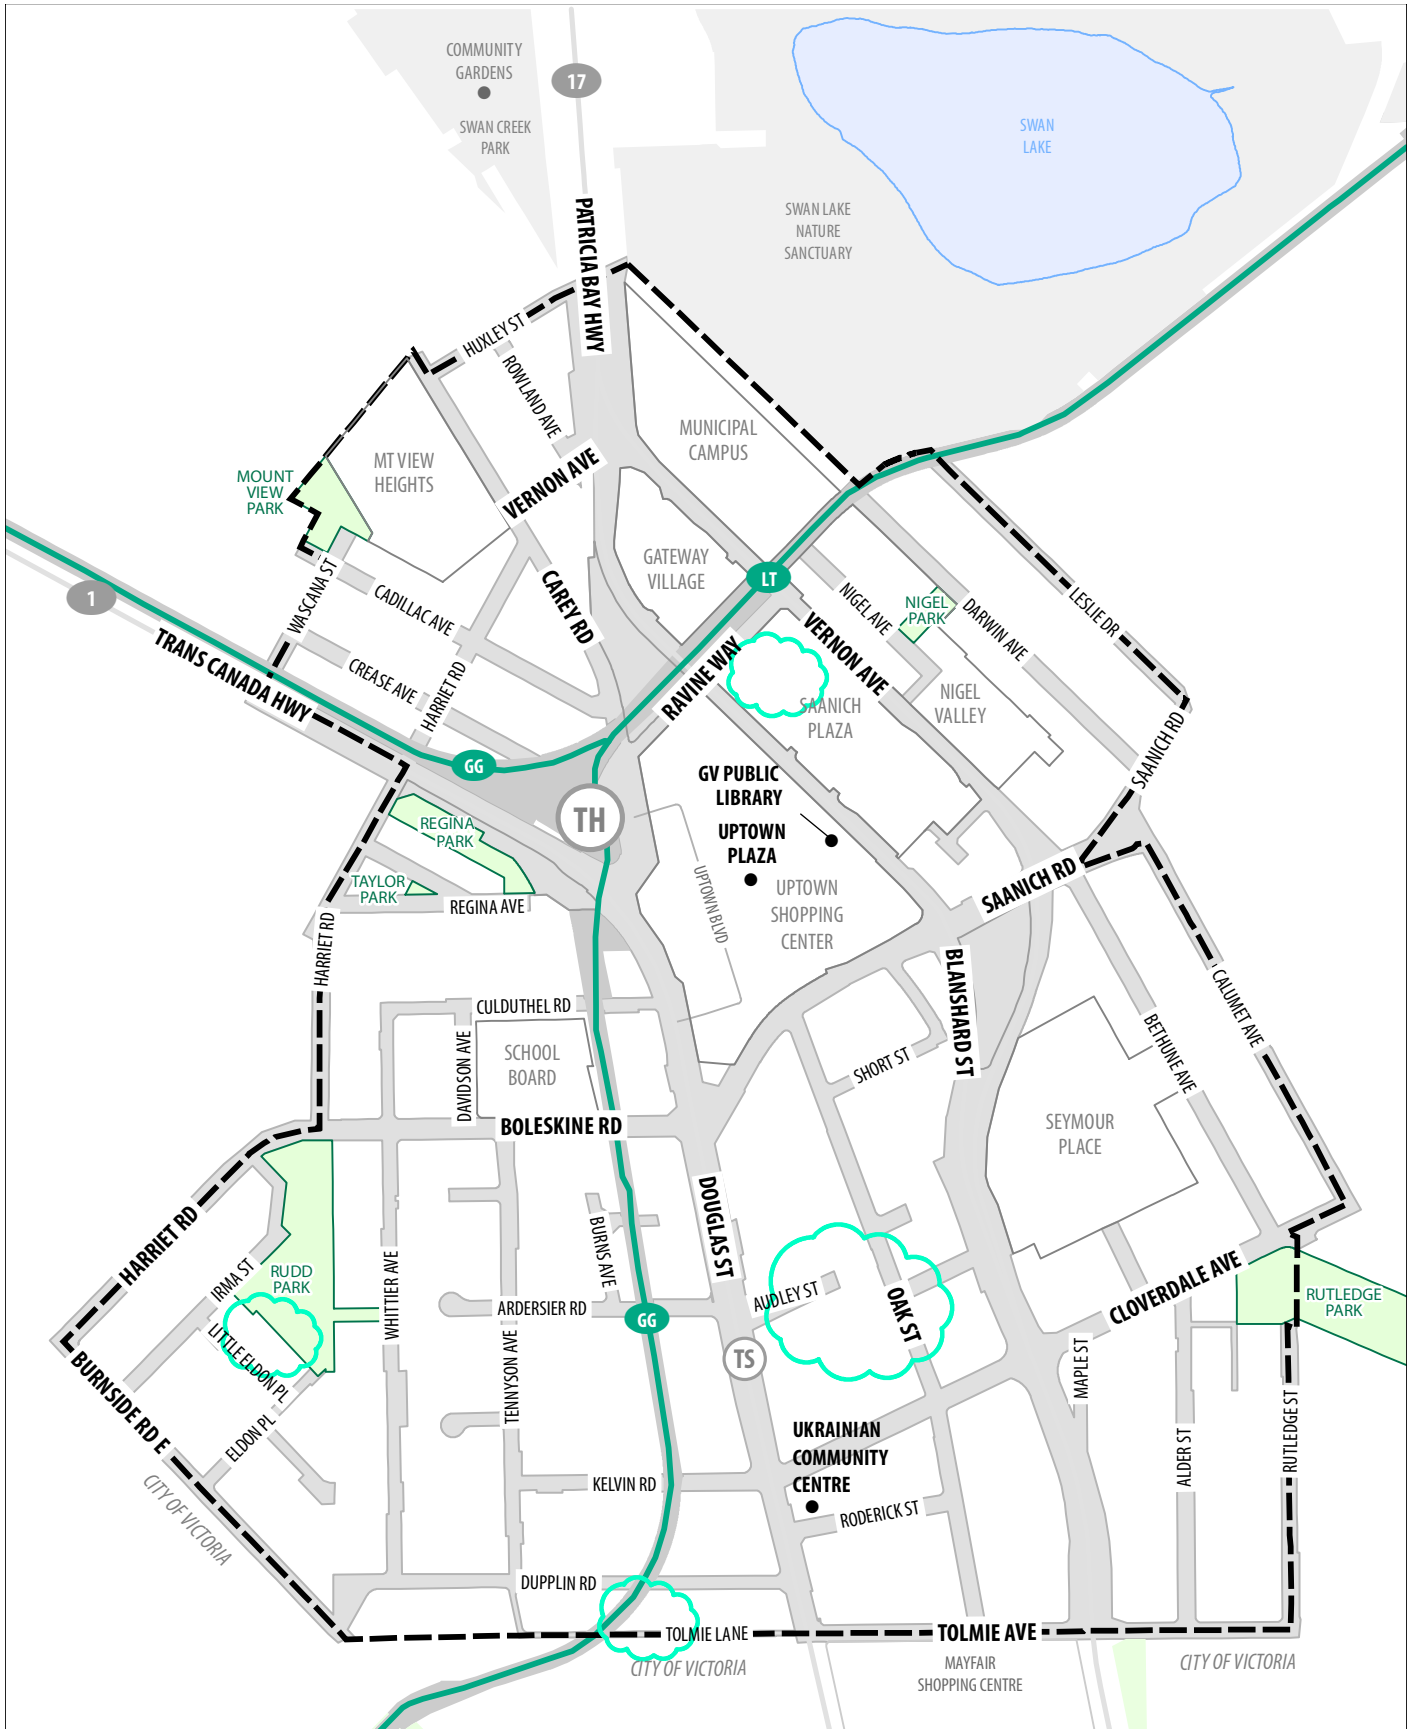 COMMUNITY
GARDENS
17
SWAN CREEK
PARK
SWAN
LAKE
SWAN LAKE
NATURE
SANCTUARY
PATRICIA BAY HWY
HUXLEY ST
ROWLAND AVE
MUNICIPAL
CAMPUS
MT VIEW
HEIGHTS
VERNON AVE
MOUNT
VIEW
PARK
GATEWAY
VILLAGE
LT
1
WASCANA ST
CADILLAC AVE
CAREY RD
NIGEL AVE
NIGEL
PARK
DARWIN AVE
LESLIE DR
TRANS CANADA HWY
CREASE AVE
HARRIET RD
RAVINE WAY
VERNON AVE
SAANICH
PLAZA
NIGEL
VALLEY
SAANICH RD
GG
GV PUBLIC
LIBRARY
TH
REGINA
PARK
UPTOWN
PLAZA
TAYLOR
PARK
REGINA AVE
UPTOWN BLVD
UPTOWN
SHOPPING
CENTER
SAANICH RD
HARRIET RD
BLANSHARD ST
CALUMET AVE
CULDUTHEL RD
DAVIDSON AVE
SCHOOL
BOARD
SHORT ST
BETHUNE AVE
BOLESKINE RD
SEYMOUR
PLACE
HARRIET RD
DOUGLAS ST
BURNS AVE
IRMA ST
RUDD
PARK
WHITTIER AVE
ARDERSIER RD
GG
AUDLEY ST
OAK ST
CLOVERDALE AVE
RUTLEDGE
PARK
LITTLE ELDON PL
TENNYSON AVE
TS
MAPLE ST
BURNSIDE RD E
ELDON PL
UKRAINIAN
COMMUNITY
CENTRE
ALDER ST
RUTLEDGE ST
CITY OF VICTORIA
KELVIN RD
RODERICK ST
DUPPLIN RD
TOLMIE LANE
TOLMIE AVE
CITY OF VICTORIA
MAYFAIR
SHOPPING CENTRE
CITY OF VICTORIA